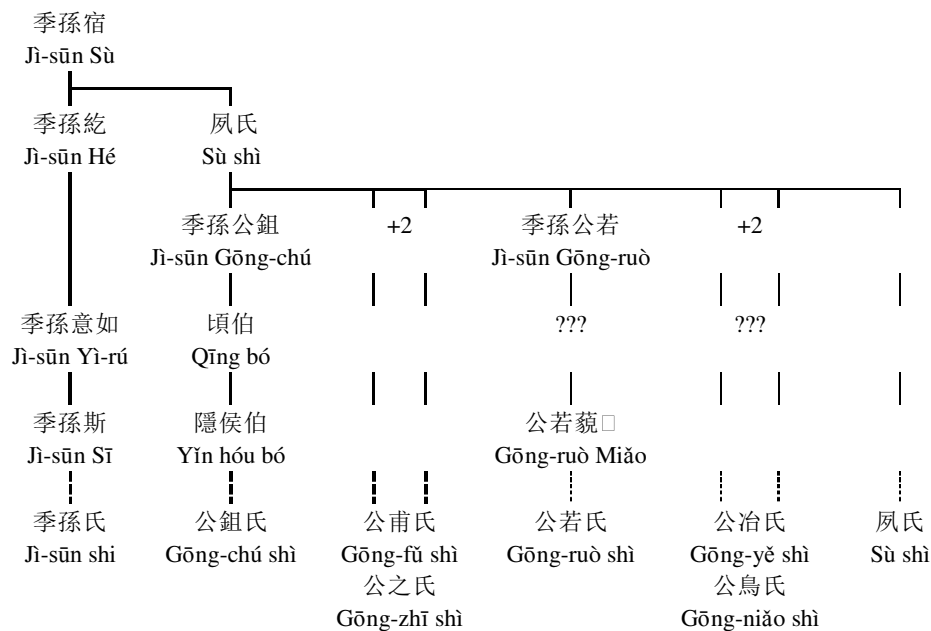 季孫宿
Jì-sūn Sù
季孫紇 夙氏
Jì-sūn Hé Sù shì
季孫公鉏 +2 季孫公若 +2
Jì-sūn Gōng-chú Jì-sūn Gōng-ruò
季孫意如 頃伯 ??? ???
Jì-sūn Yì-rú Qīng bó
季孫斯 隱侯伯 公若藐□
Jì-sūn Sī Yǐn hóu bó Gōng-ruò Miǎo
季孫氏 公鉏氏 公甫氏 公若氏 公冶氏 夙氏
Jì-sūn shi Gōng-chú shì Gōng-fǔ shì Gōng-ruò shì Gōng-yě shì Sù shì
公之氏 公鳥氏
Gōng-zhī shì Gōng-niǎo shì